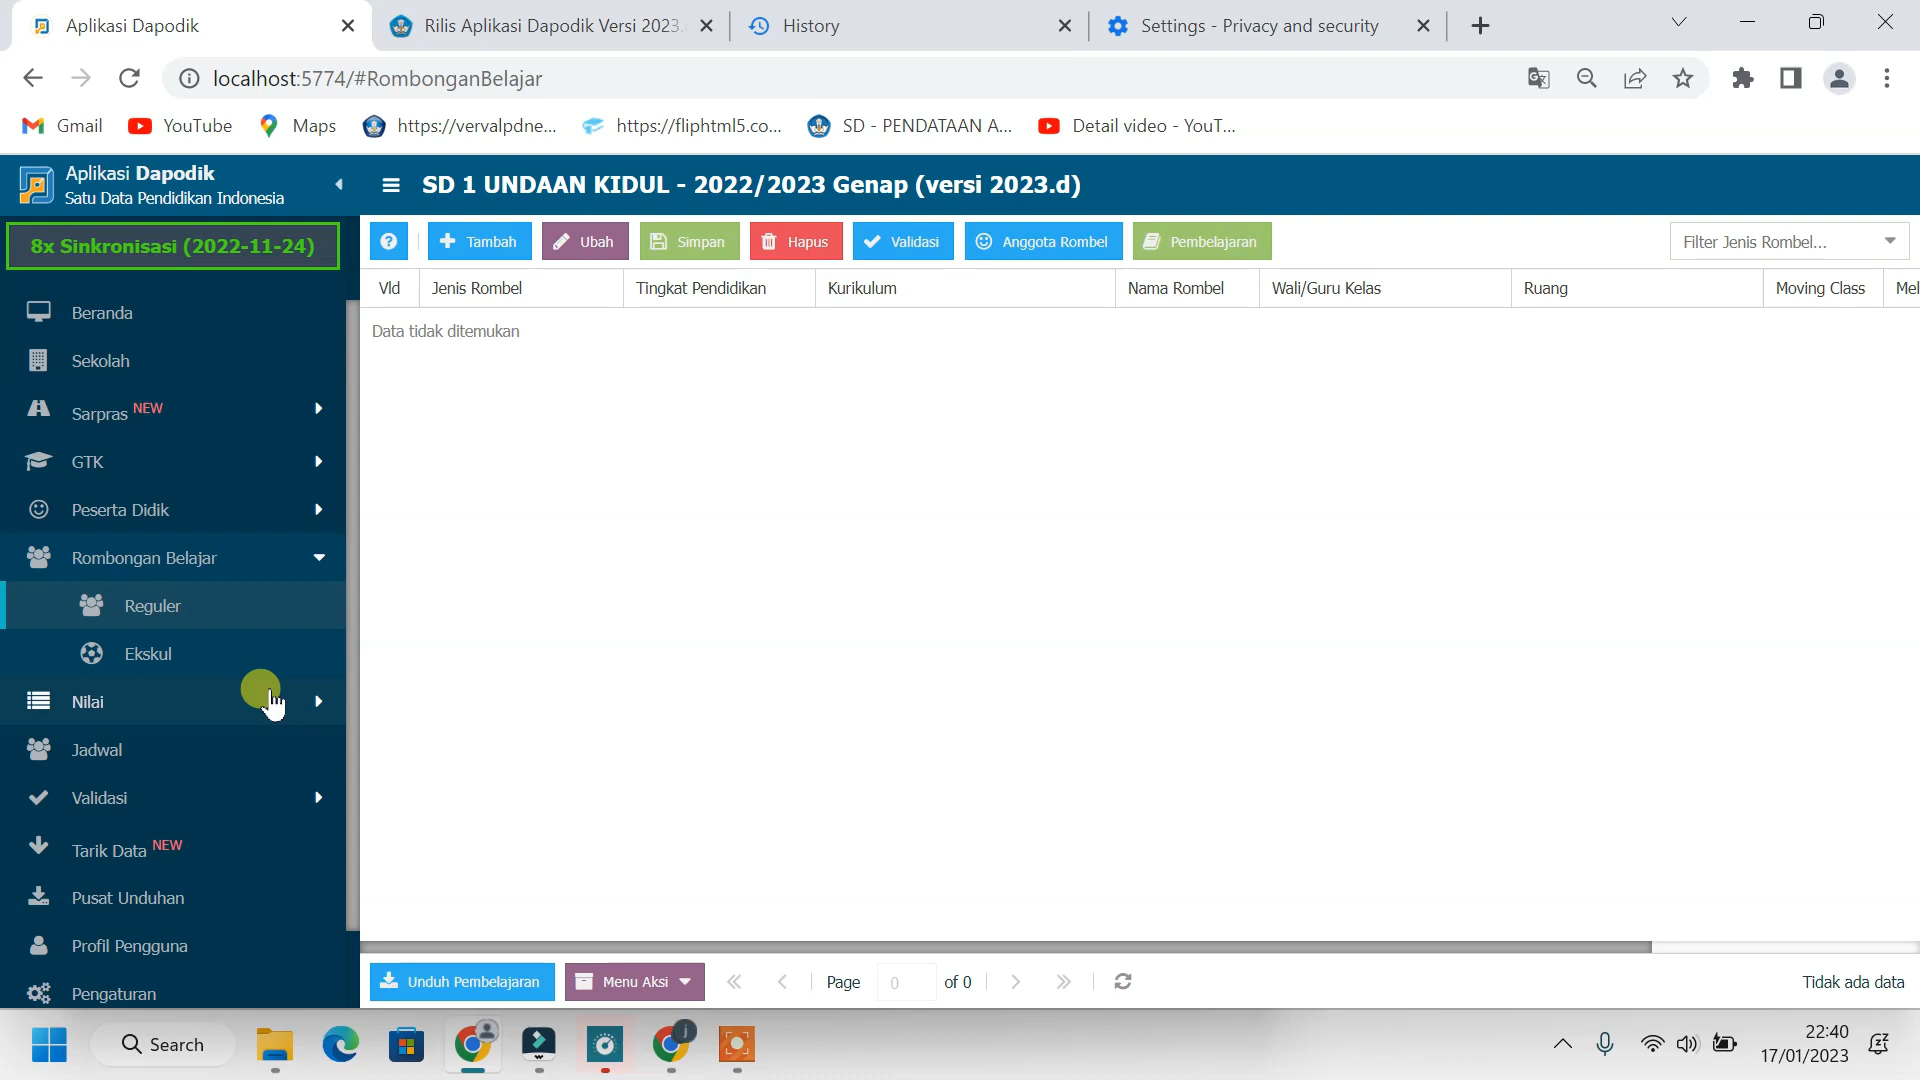 Aplikasi Dapodik
Rilis Aplikasi Dapodik Versi 2023.
History
Settings - Privacy and security
localhost:5774/#RombonganBelajar
Gmail
YouTube
Maps
https://vervalpdne...
https://fliphtml5.co...
SD - PENDATAAN A...
Detail video - YouT...
Aplikasi Dapodik
Satu Data Pendidikan Indonesia
SD 1 UNDAAN KIDUL - 2022/2023 Genap (versi 2023.d)
8x Sinkronisasi (2022-11-24)
Tambah
Ubah
Simpan
Hapus
Validasi
Anggota Rombel
Pembelajaran
Filter Jenis Rombel...
Vld
Jenis Rombel
Tingkat Pendidikan
Kurikulum
Nama Rombel
Wali/Guru Kelas
Ruang
Moving Class
Mel
Data tidak ditemukan
Beranda
Sekolah
Sarpras NEW
GTK
Peserta Didik
Rombongan Belajar
Reguler
Ekskul
Nilai
Jadwal
Validasi
Tarik Data NEW
Pusat Unduhan
Profil Pengguna
Pengaturan
Unduh Pembelajaran
Menu Aksi
Page 0 of 0
Tidak ada data
Search
j
22:40
17/01/2023